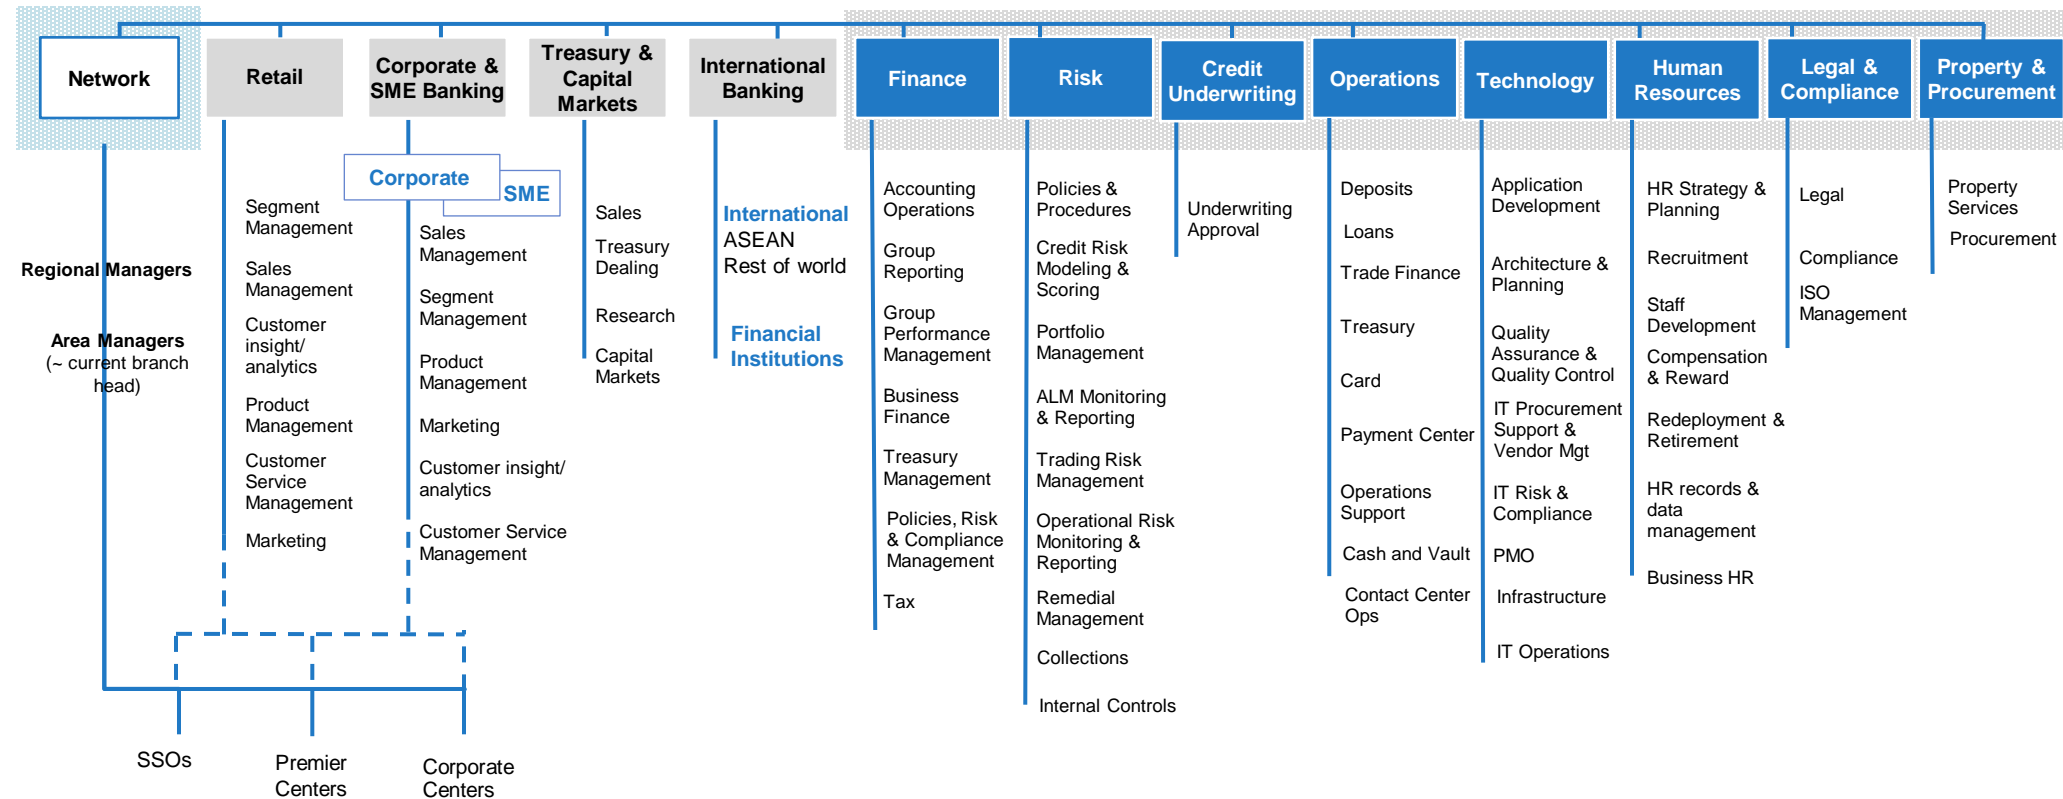 Network
Retail
Corporate &
SME Banking
Treasury &
Capital
Markets
International
Banking
Finance
Risk
Credit
Underwriting
Operations
Technology
Human
Resources
Legal &
Compliance
Property &
Procurement
Regional Managers
Area Managers
(~ current branch
head)
Segment
Management
Sales
Management
Customer
insight/
analytics
Product
Management
Customer
Service
Management
Marketing
Corporate
SME
Sales
Management
Segment
Management
Product
Management
Marketing
Customer insight/
analytics
Customer Service
Management
Sales
Treasury
Dealing
Research
Capital
Markets
International
ASEAN
Rest of world
Financial
Institutions
Accounting
Operations
Group
Reporting
Group
Performance
Management
Business
Finance
Treasury
Management
Policies, Risk
& Compliance
Management
Tax
Policies &
Procedures
Credit Risk
Modeling &
Scoring
Portfolio
Management
ALM Monitoring
& Reporting
Trading Risk
Management
Operational Risk
Monitoring &
Reporting
Remedial
Management
Collections
Internal Controls
Underwriting
Approval
Deposits
Loans
Trade Finance
Treasury
Card
Payment Center
Operations
Support
Cash and Vault
Contact Center
Ops
Application
Development
Architecture &
Planning
Quality
Assurance &
Quality Control
IT Procurement
Support &
Vendor Mgt
IT Risk &
Compliance
PMO
Infrastructure
IT Operations
HR Strategy &
Planning
Recruitment
Staff
Development
Compensation
& Reward
Redeployment &
Retirement
HR records &
data
management
Business HR
Legal
Compliance
ISO
Management
Property
Services
Procurement
SSOs
Premier
Centers
Corporate
Centers